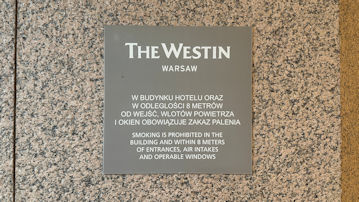 THE WESTIN
WARSAW
W BUDYNKU HOTELU ORAZ
W ODLEGŁOŚCI 8 METRÓW
OD WEJŚĆ, WLOTÓW POWIETRZA
I OKIEN OBOWIĄZUJE ZAKAZ PALENIA
SMOKING IS PROHIBITED IN THE
BUILDING AND WITHIN 8 METERS
OF ENTRANCES, AIR INTAKES
AND OPERABLE WINDOWS